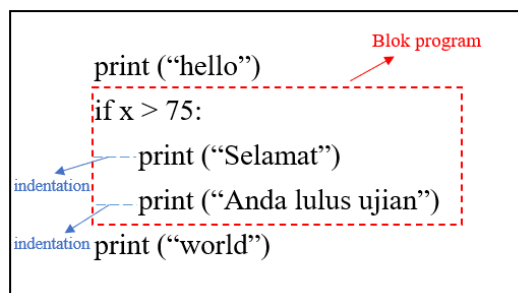 Blok program
print (“hello”)
if x > 75:
print (“Selamat”)
indentation
print (“Anda lulus ujian”)
indentation
print (“world”)